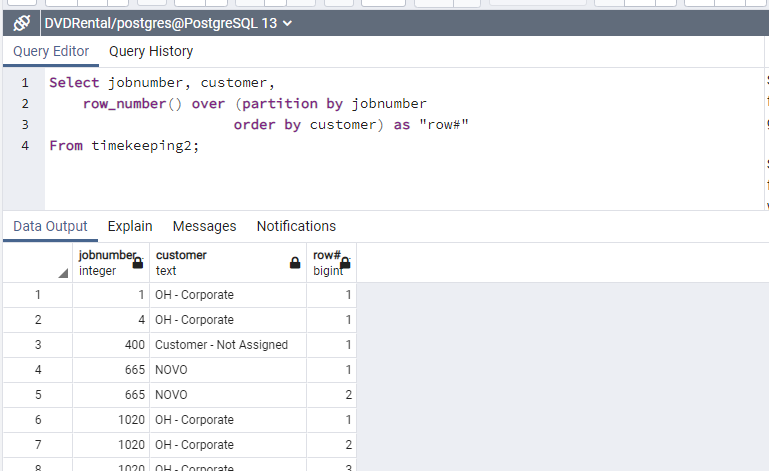 DVDRental/postgres@PostgreSQL 13
Query Editor Query History
1 Select jobnumber, customer,
2 row_number() over (partition by jobnumber
3 order by customer) as "row#"
4 From timekeeping2;
Data Output Explain Messages Notifications
jobnumber customer row#
integer text bigint
1 1 OH - Corporate 1
2 4 OH - Corporate 1
3 400 Customer - Not Assigned 1
4 665 NOVO 1
5 665 NOVO 2
6 1020 OH - Corporate 1
7 1020 OH - Corporate 2
8 1020 OH - Corporate 3